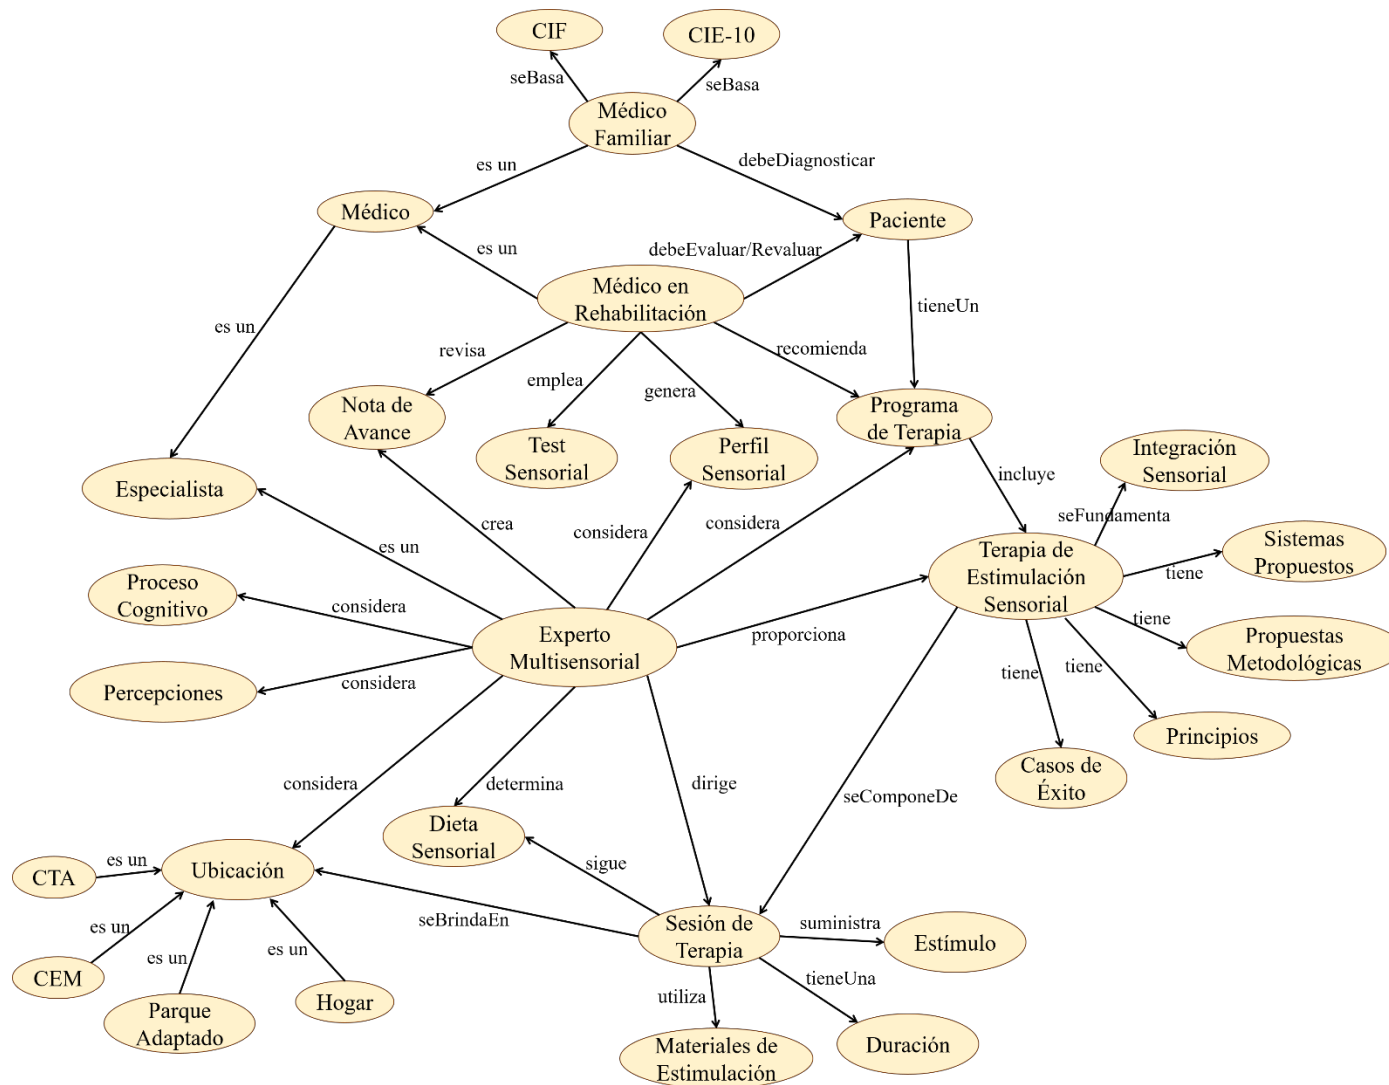 CIF
CIE-10
seBasa
seBasa
Médico
Familiar
es un
debeDiagnosticar
Médico
Paciente
es un
debeEvaluar/Revaluar
Médico en
Rehabilitación
tieneUn
es un
revisa
recomienda
emplea
genera
Nota de
Avance
Programa
de Terapia
Test
Sensorial
Perfil
Sensorial
Integración
Sensorial
Especialista
incluye
seFundamenta
crea
considera
considera
es un
Terapia de
Estimulación
Sensorial
Sistemas
Propuestos
tiene
Proceso
Cognitivo
considera
tiene
Experto
Multisensorial
proporciona
Propuestas
Metodológicas
Percepciones
considera
tiene
tiene
Principios
Casos de
Éxito
considera
determina
dirige
seComponeDe
Dieta
Sensorial
CTA
es un
Ubicación
sigue
seBrindaEn
Sesión de
Terapia
suministra
Estímulo
es un
es un
es un
CEM
Hogar
tieneUna
utiliza
Parque
Adaptado
Duración
Materiales de
Estimulación